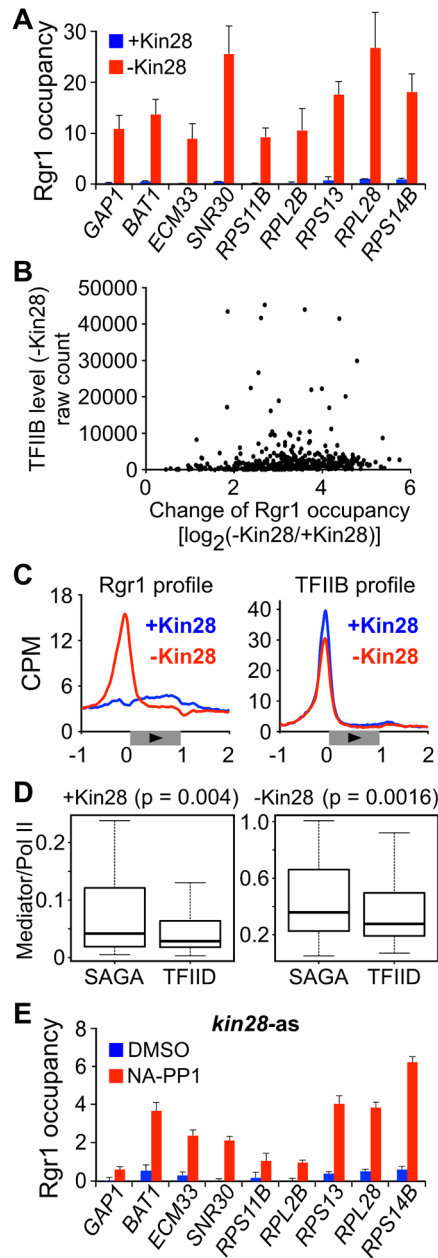 A
+Kin28
-Kin28
Rgr1 occupancy
30
20
10
0
GAP1 BAT1 ECM33 SNR30 RPS11B RPL2B RPS13 RPL28 RPS14B
B
TFIIB level (-Kin28)
raw count
50000
40000
30000
20000
10000
0
0 2 4 6
Change of Rgr1 occupancy
[log2(-Kin28/+Kin28)]
C
Rgr1 profile
TFIIB profile
+Kin28
-Kin28
+Kin28
-Kin28
CPM
18
13
8
3
0
-1 0 1 2
40
30
20
10
0
-1 0 1 2
D
+Kin28 (p = 0.004)
-Kin28 (p = 0.0016)
Mediator/Pol II
0.2
0.1
0
SAGA TFIID
1.0
0.6
0.2
SAGA TFIID
E
kin28-as
DMSO
NA-PP1
Rgr1 occupancy
8
6
4
2
0
GAP1 BAT1 ECM33 SNR30 RPS11B RPL2B RPS13 RPL28 RPS14B